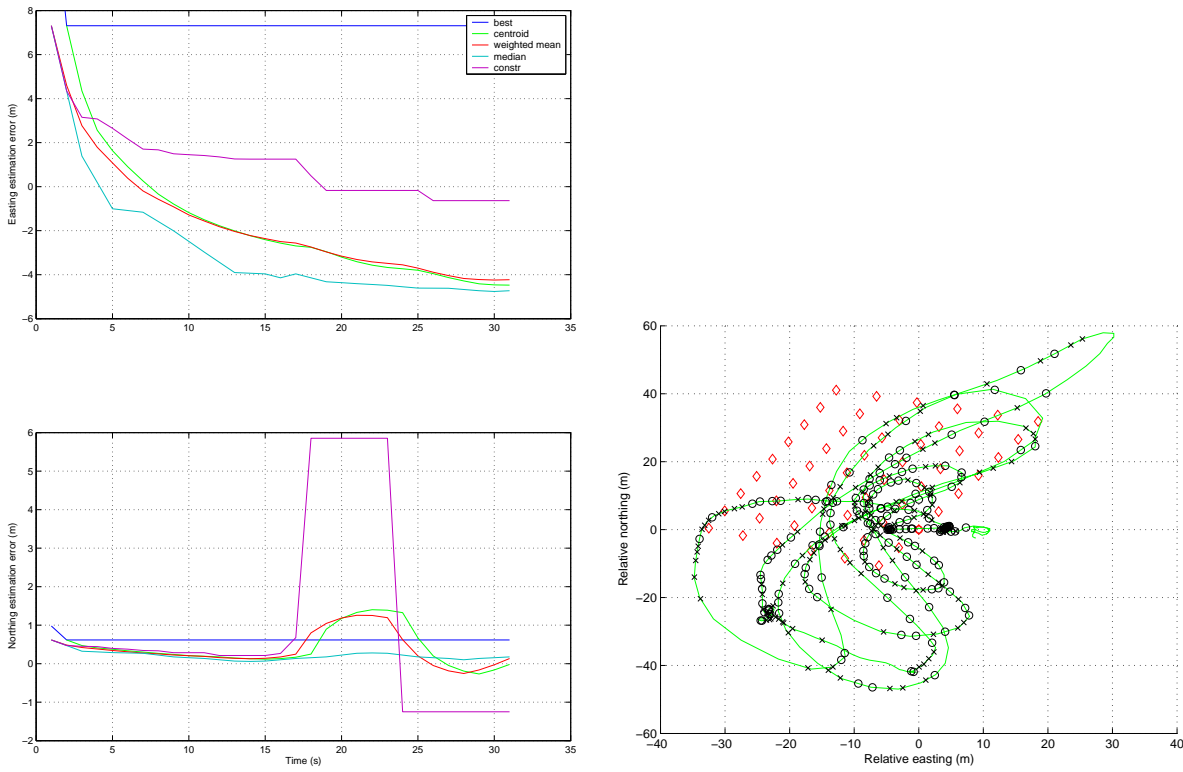 8
6
4
2
0
−2
−4
−6
Easting estimation error (m)
0 5 10 15 20 25 30 35
best
centroid
weighted mean
median
constr
6
5
4
3
2
1
0
−1
−2
Northing estimation error (m)
0 5 10 15 20 25 30 35
Time (s)
60
40
20
0
−20
−40
−60
Relative northing (m)
−40 −30 −20 −10 0 10 20 30 40
Relative easting (m)